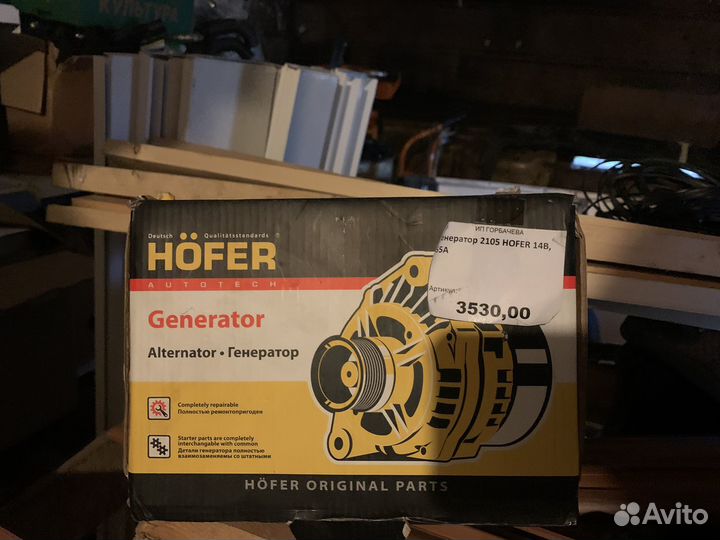 КУЛЬТУРА
Deutsch Qualitätsstandards ®
HÖFER
AUTOTECH
Generator
Alternator • Генератор
Completely repairable
Полностью ремонтопригоден
Starter parts are completely
interchangable with common
Детали генератора полностью
взаимозаменяемы со штатными
HÖFER ORIGINAL PARTS
ИП ГОРБАЧЕВА
енератор 2105 HOFER 14В,
5А
Артикул:
3530,00
Avito